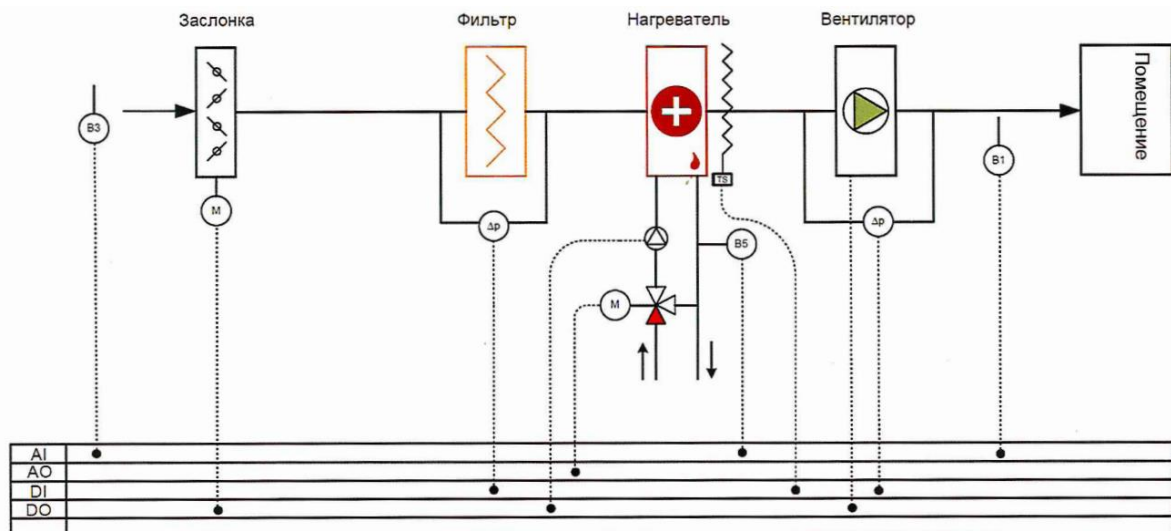 Заслонка
Фильтр
Нагреватель
Вентилятор
Помещение
B3
B1
TS
M
Δp
Δp
B5
M
AI
AO
DI
DO